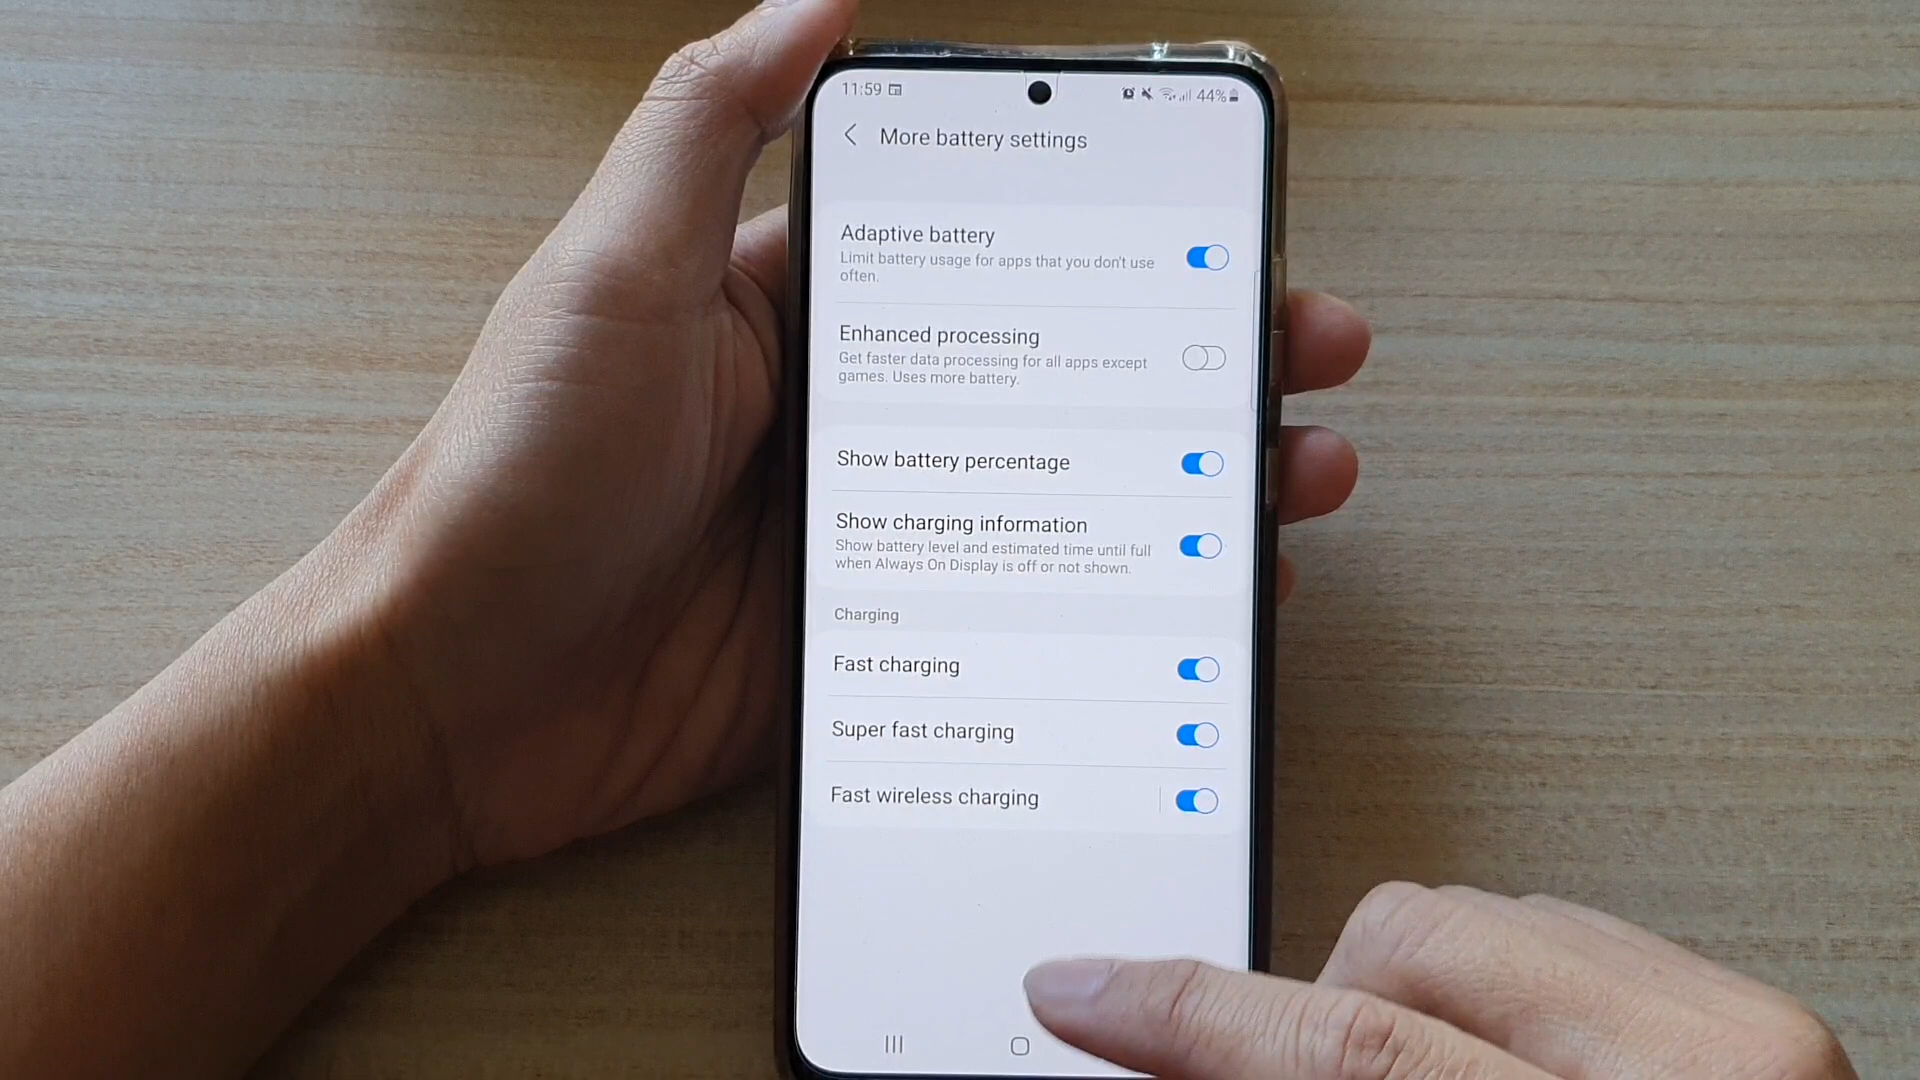 11:59 44%
More battery settings
Adaptive battery
Limit battery usage for apps that you don't use
often.
Enhanced processing
Get faster data processing for all apps except
games. Uses more battery.
Show battery percentage
Show charging information
Show battery level and estimated time until full
when Always On Display is off or not shown.
Charging
Fast charging
Super fast charging
Fast wireless charging